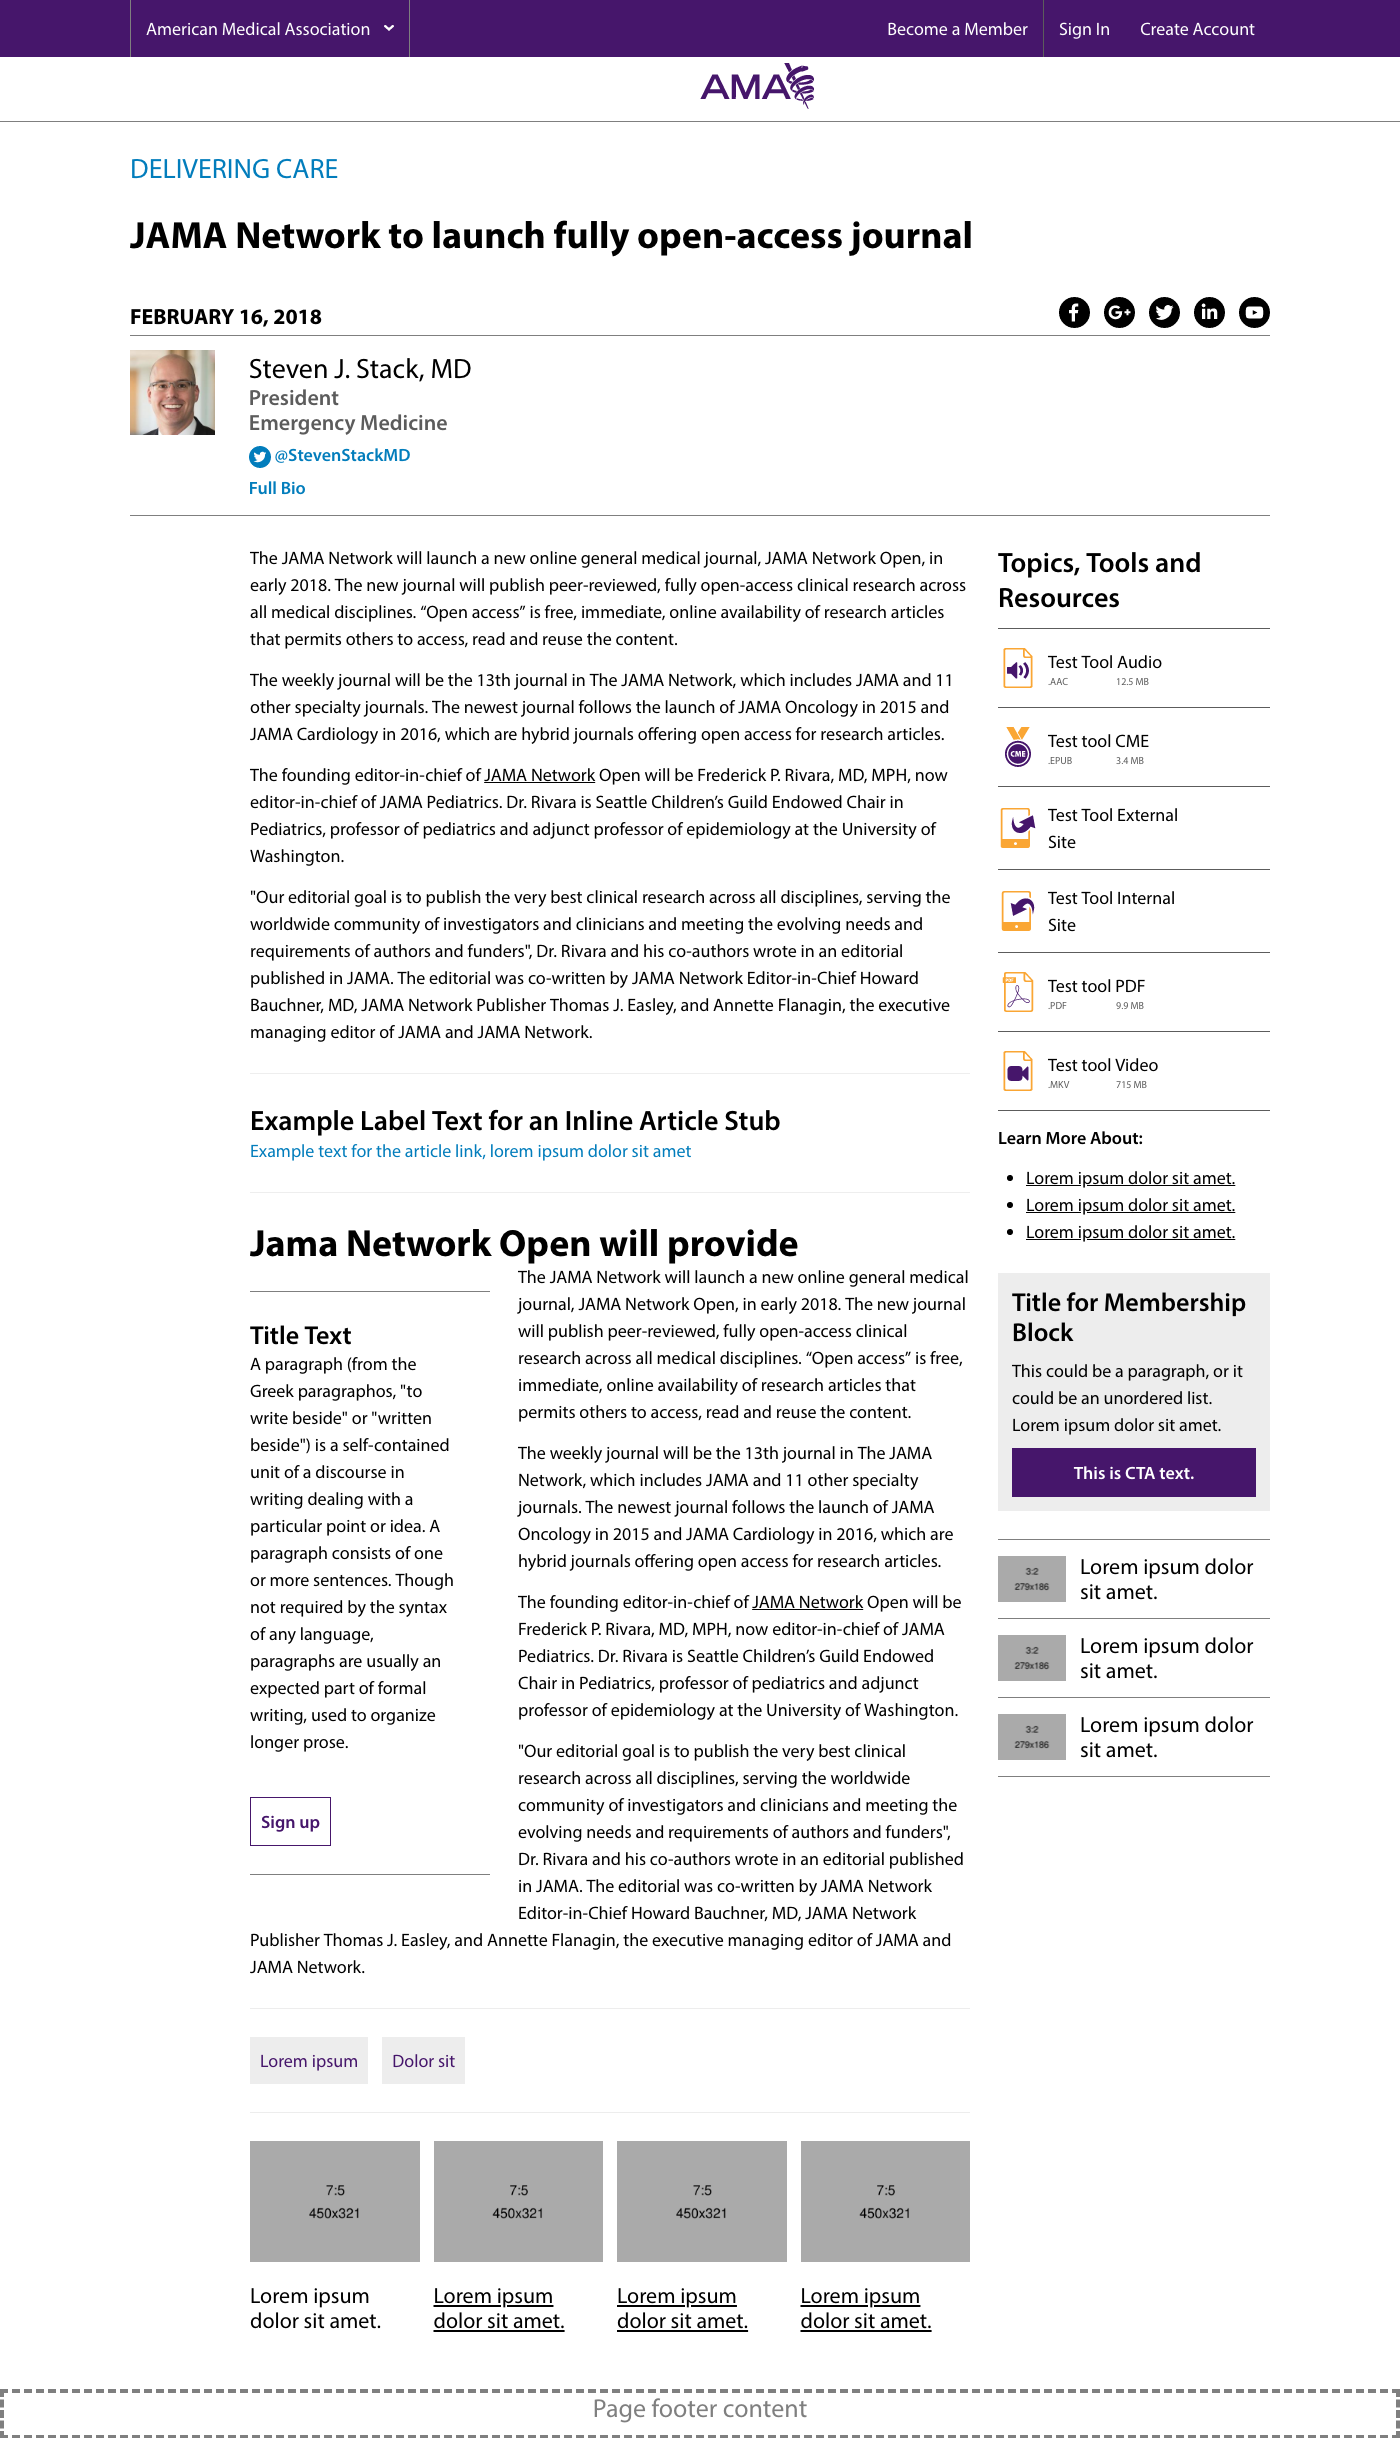 American Medical Association
Become a Member
Sign In
Create Account
AMA
DELIVERING CARE
JAMA Network to launch fully open-access journal
FEBRUARY 16, 2018
Steven J. Stack, MD
President
Emergency Medicine
@StevenStackMD
Full Bio
The JAMA Network will launch a new online general medical journal, JAMA Network Open, in
early 2018. The new journal will publish peer-reviewed, fully open-access clinical research across
all medical disciplines. “Open access” is free, immediate, online availability of research articles
that permits others to access, read and reuse the content.
The weekly journal will be the 13th journal in The JAMA Network, which includes JAMA and 11
other specialty journals. The newest journal follows the launch of JAMA Oncology in 2015 and
JAMA Cardiology in 2016, which are hybrid journals offering open access for research articles.
The founding editor-in-chief of JAMA Network Open will be Frederick P. Rivara, MD, MPH, now
editor-in-chief of JAMA Pediatrics. Dr. Rivara is Seattle Children’s Guild Endowed Chair in
Pediatrics, professor of pediatrics and adjunct professor of epidemiology at the University of
Washington.
"Our editorial goal is to publish the very best clinical research across all disciplines, serving the
worldwide community of investigators and clinicians and meeting the evolving needs and
requirements of authors and funders", Dr. Rivara and his co-authors wrote in an editorial
published in JAMA. The editorial was co-written by JAMA Network Editor-in-Chief Howard
Bauchner, MD, JAMA Network Publisher Thomas J. Easley, and Annette Flanagin, the executive
managing editor of JAMA and JAMA Network.
Example Label Text for an Inline Article Stub
Example text for the article link, lorem ipsum dolor sit amet
Jama Network Open will provide
Title Text
A paragraph (from the
Greek paragraphos, "to
write beside" or "written
beside") is a self-contained
unit of a discourse in
writing dealing with a
particular point or idea. A
paragraph consists of one
or more sentences. Though
not required by the syntax
of any language,
paragraphs are usually an
expected part of formal
writing, used to organize
longer prose.
Sign up
The JAMA Network will launch a new online general medical
journal, JAMA Network Open, in early 2018. The new journal
will publish peer-reviewed, fully open-access clinical
research across all medical disciplines. “Open access” is free,
immediate, online availability of research articles that
permits others to access, read and reuse the content.
The weekly journal will be the 13th journal in The JAMA
Network, which includes JAMA and 11 other specialty
journals. The newest journal follows the launch of JAMA
Oncology in 2015 and JAMA Cardiology in 2016, which are
hybrid journals offering open access for research articles.
The founding editor-in-chief of JAMA Network Open will be
Frederick P. Rivara, MD, MPH, now editor-in-chief of JAMA
Pediatrics. Dr. Rivara is Seattle Children’s Guild Endowed
Chair in Pediatrics, professor of pediatrics and adjunct
professor of epidemiology at the University of Washington.
"Our editorial goal is to publish the very best clinical
research across all disciplines, serving the worldwide
community of investigators and clinicians and meeting the
evolving needs and requirements of authors and funders",
Dr. Rivara and his co-authors wrote in an editorial published
in JAMA. The editorial was co-written by JAMA Network
Editor-in-Chief Howard Bauchner, MD, JAMA Network
Publisher Thomas J. Easley, and Annette Flanagin, the executive managing editor of JAMA and
JAMA Network.
Lorem ipsum
Dolor sit
7:5
450x321
7:5
450x321
7:5
450x321
7:5
450x321
Lorem ipsum
dolor sit amet.
Lorem ipsum
dolor sit amet.
Lorem ipsum
dolor sit amet.
Lorem ipsum
dolor sit amet.
Topics, Tools and
Resources
Test Tool Audio
.AAC 12.5 MB
CME
Test tool CME
.EPUB 3.4 MB
Test Tool External
Site
Test Tool Internal
Site
Test tool PDF
.PDF 9.9 MB
Test tool Video
.MKV 715 MB
Learn More About:
Lorem ipsum dolor sit amet.
Lorem ipsum dolor sit amet.
Lorem ipsum dolor sit amet.
Title for Membership
Block
This could be a paragraph, or it
could be an unordered list.
Lorem ipsum dolor sit amet.
This is CTA text.
3:2
279x186
Lorem ipsum dolor
sit amet.
3:2
279x186
Lorem ipsum dolor
sit amet.
3:2
279x186
Lorem ipsum dolor
sit amet.
Page footer content